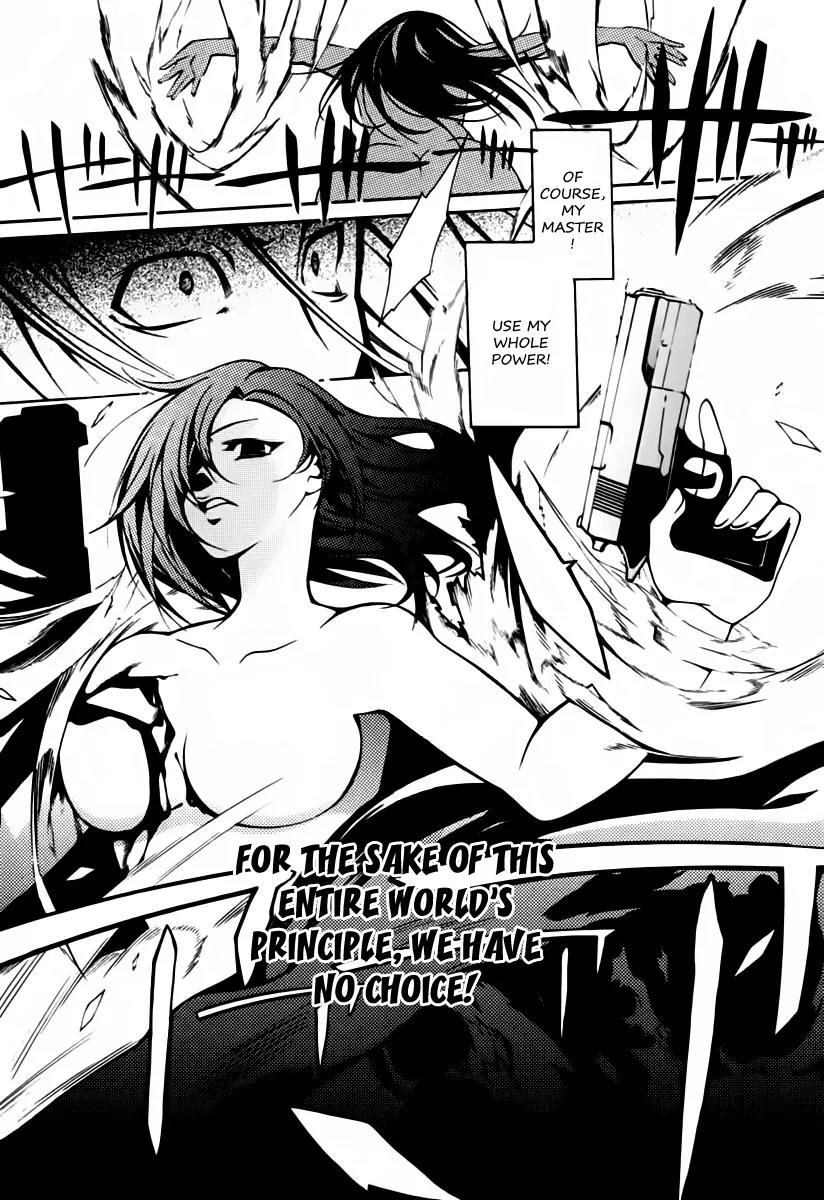 OF
COURSE,
MY
MASTER
!
USE MY
WHOLE
POWER!
FOR THE SAKE OF THIS
ENTIRE WORLD'S
PRINCIPLE, WE HAVE
NO CHOICE!